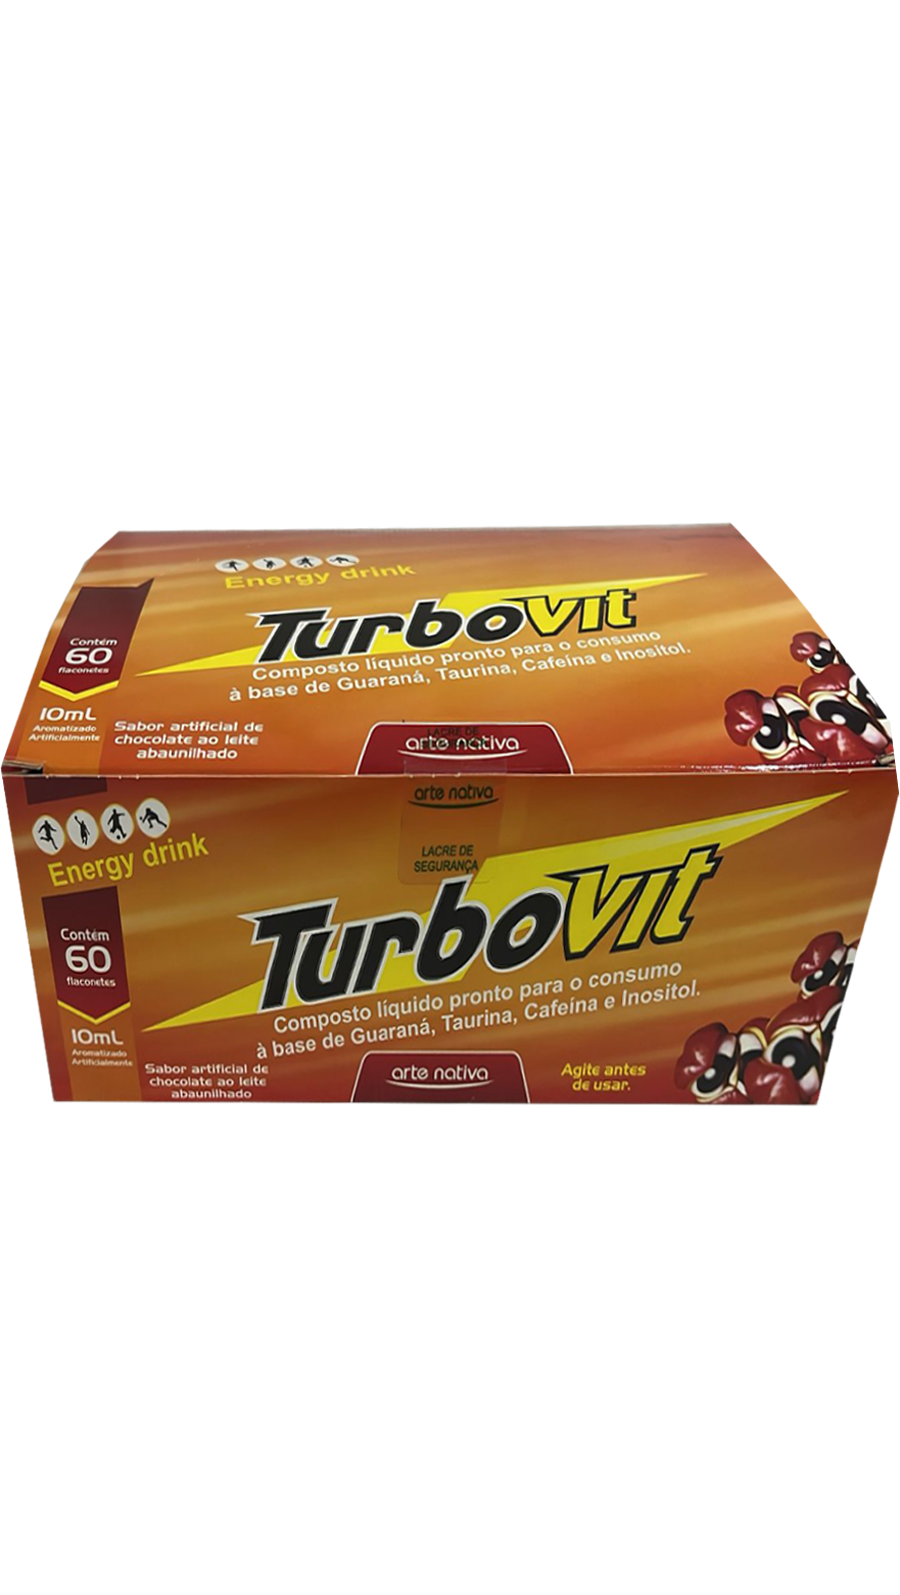 Energy drink
TurboVit
Composto líquido pronto para o consumo
à base de Guaraná, Taurina, Cafeína e Inositol.
Contém
60
flaconetes
10mL
Aromatizado
Artificialmente
Sabor artificial de
chocolate ao leite
abaunilhado
LACRE DE
arte nativa
arte nativa
LACRE DE
SEGURANÇA
Energy drink
TurboVit
Composto líquido pronto para o consumo
à base de Guaraná, Taurina, Cafeína e Inositol.
Contém
60
flaconetes
10mL
Aromatizado
Artificialmente
Sabor artificial de
chocolate ao leite
abaunilhado
arte nativa
Agite antes
de usar.